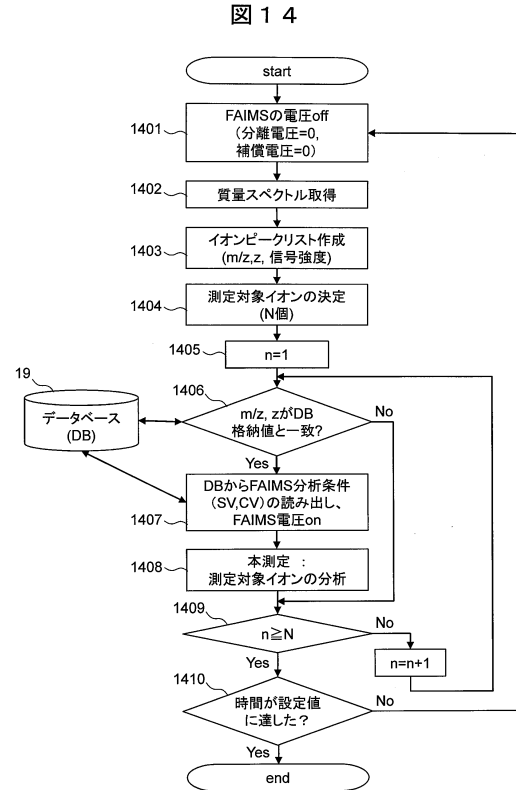 図14
start
1401
FAIMSの電圧off
(分離電圧=0,
補償電圧=0)
1402
質量スペクトル取得
1403
イオンピークリスト作成
(m/z,z, 信号強度)
1404
測定対象イオンの決定
(N個)
1405
n=1
19
データベース
(DB)
1406
m/z, zがDB
格納値と一致?
No
Yes
1407
DBからFAIMS分析条件
(SV,CV)の読み出し、
FAIMS電圧on
1408
本測定 :
測定対象イオンの分析
1409
n≧N
No
n=n+1
Yes
1410
時間が設定値
に達した?
No
Yes
end